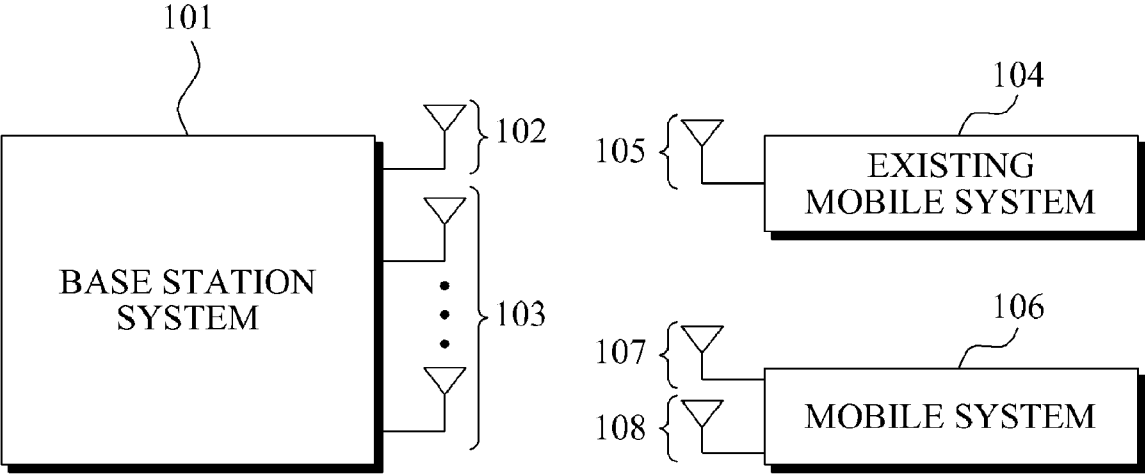 101
102
103
BASE STATION
SYSTEM
104
105
EXISTING
MOBILE SYSTEM
106
107
108
MOBILE SYSTEM